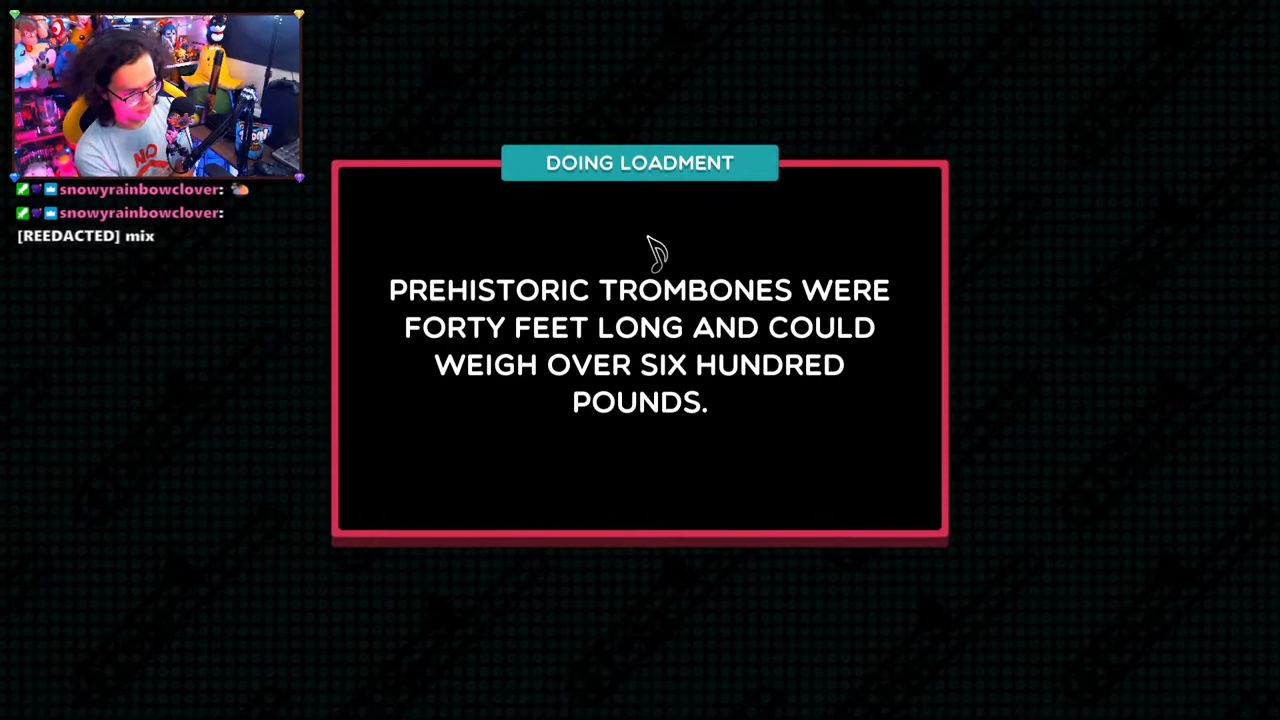 NO
snowyrainbowclover:
snowyrainbowclover:
[REEDACTED] mix
DOING LOADMENT
PREHISTORIC TROMBONES WERE
FORTY FEET LONG AND COULD
WEIGH OVER SIX HUNDRED
POUNDS.